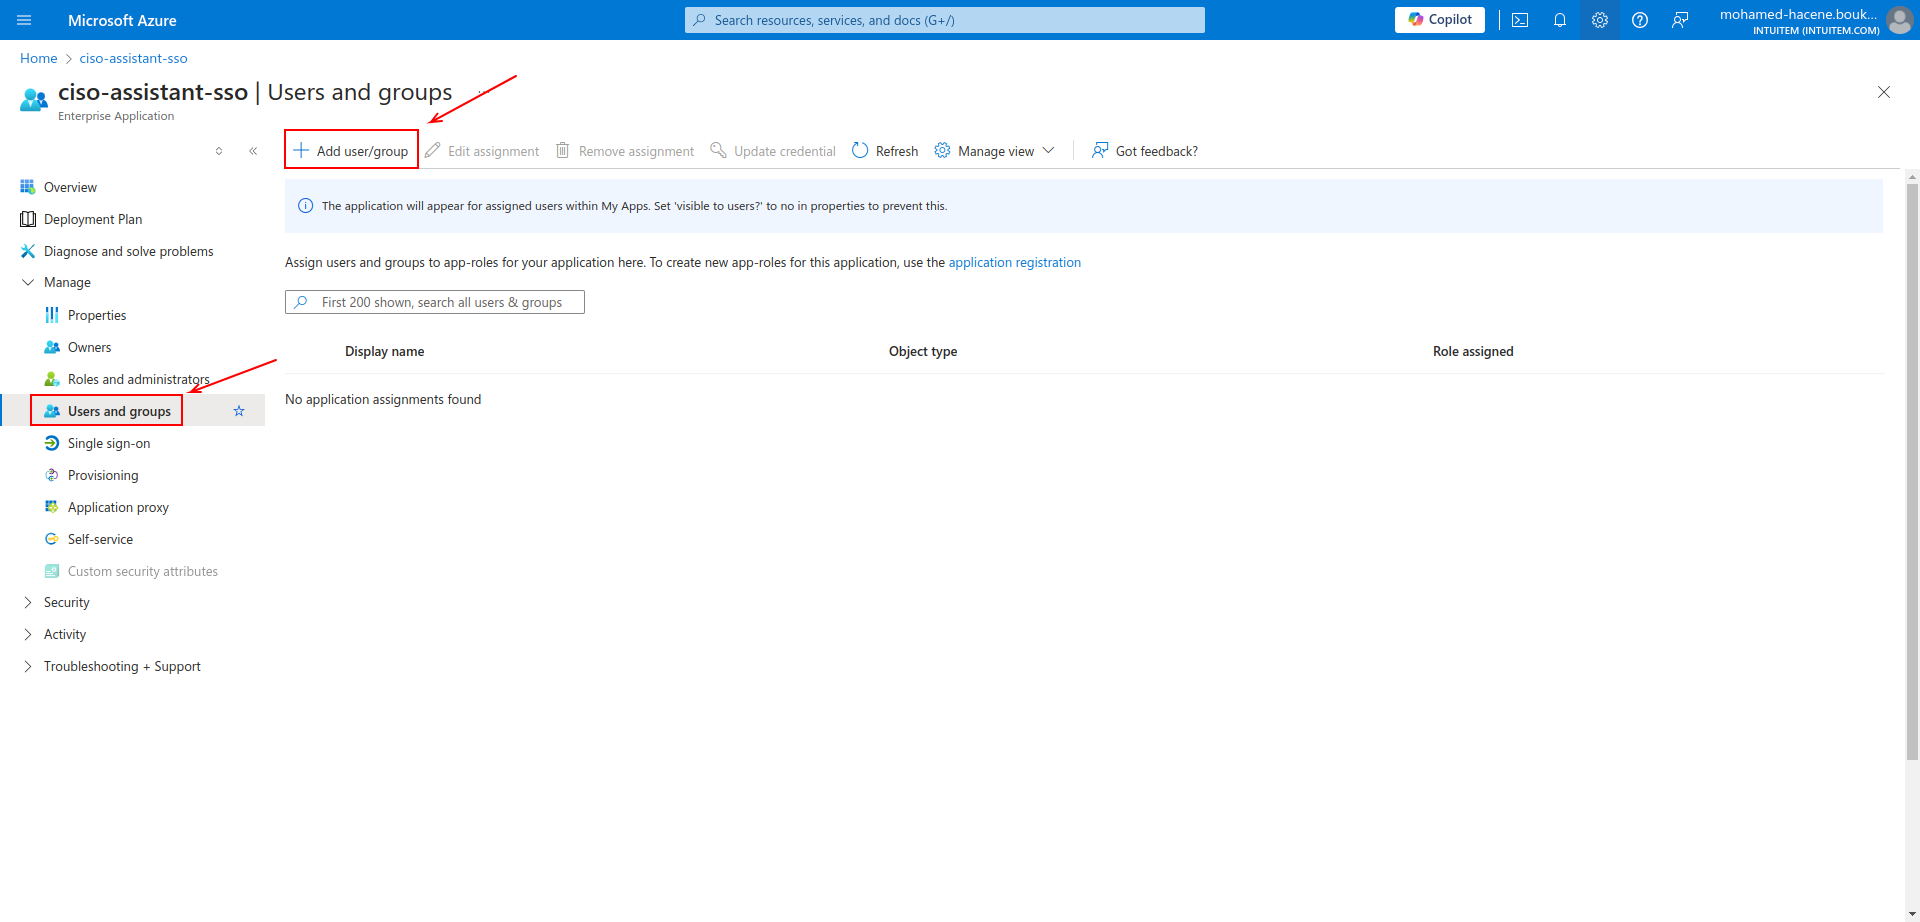 Microsoft Azure
Search resources, services, and docs (G+/)
Copilot
mohamed-hacene.bouk...
INTUITEM (INTUITEM.COM)
Home > ciso-assistant-sso
ciso-assistant-sso | Users and groups
Enterprise Application
Add user/group
Edit assignment
Remove assignment
Update credential
Refresh
Manage view
Got feedback?
Overview
Deployment Plan
Diagnose and solve problems
Manage
Properties
Owners
Roles and administrators
Users and groups
Single sign-on
Provisioning
Application proxy
Self-service
Custom security attributes
Security
Activity
Troubleshooting + Support
The application will appear for assigned users within My Apps. Set 'visible to users?' to no in properties to prevent this.
Assign users and groups to app-roles for your application here. To create new app-roles for this application, use the application registration
First 200 shown, search all users & groups
Display name
Object type
Role assigned
No application assignments found